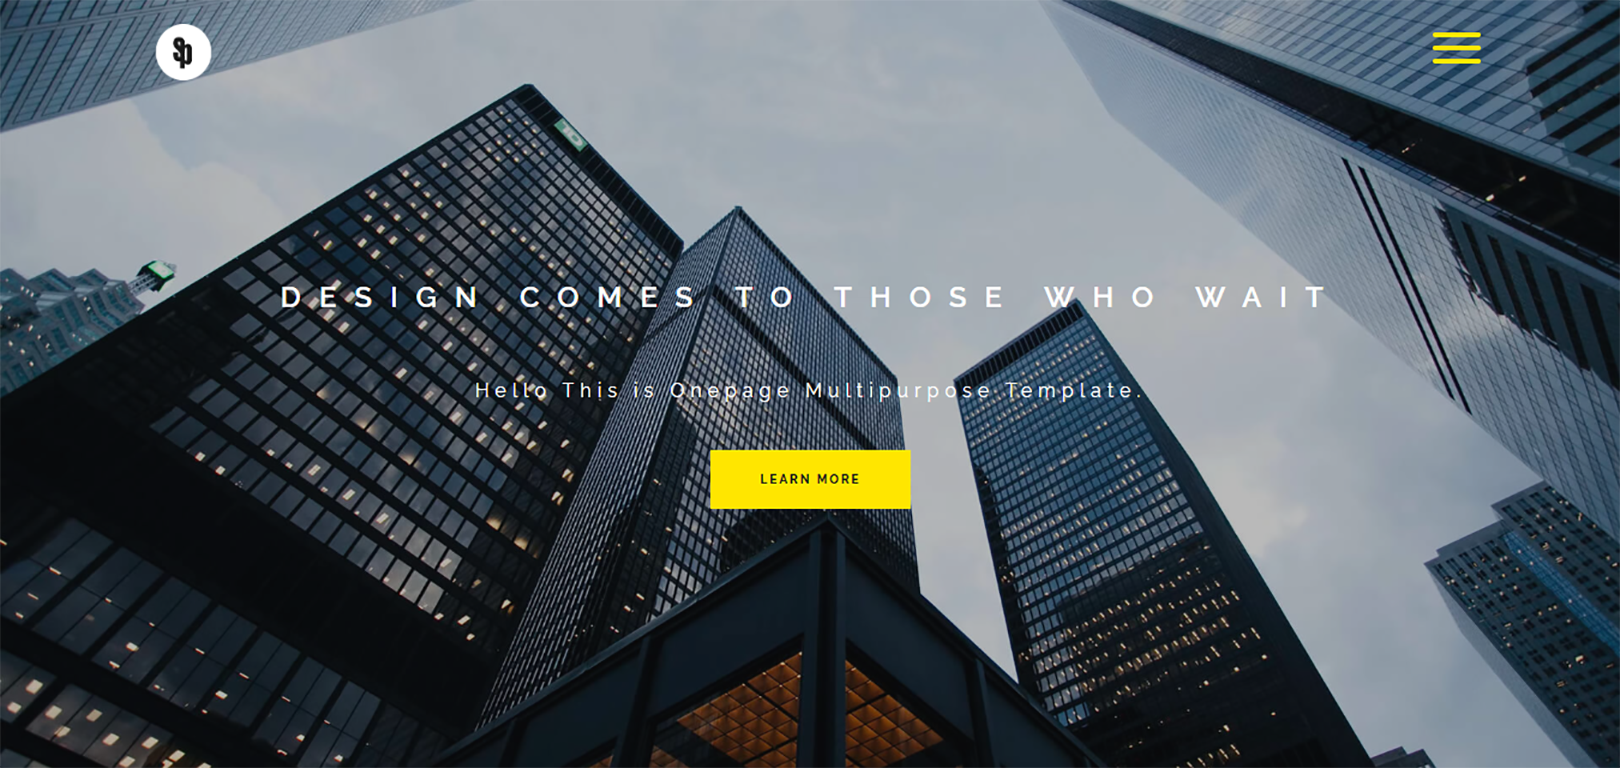 Sp
DESIGN COMES TO THOSE WHO WAIT
Hello This is Onepage Multipurpose Template.
LEARN MORE